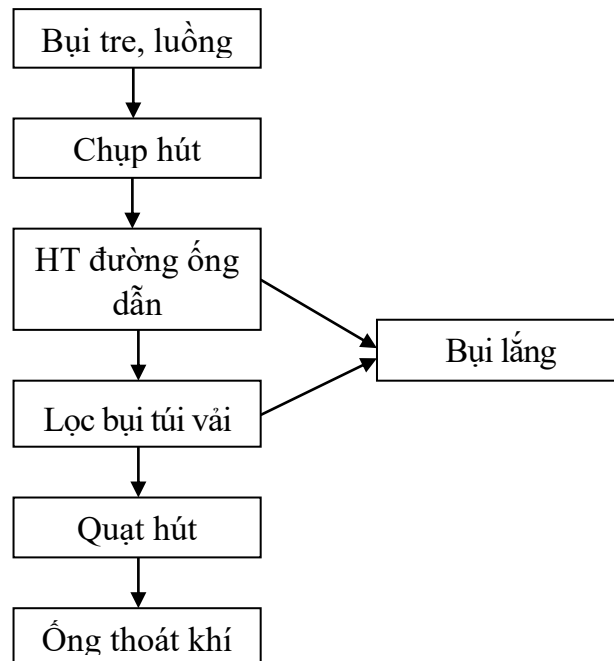 Bụi tre, luồng
Chụp hút
HT đường ống
dẫn
Bụi lắng
Lọc bụi túi vải
Quạt hút
Ống thoát khí